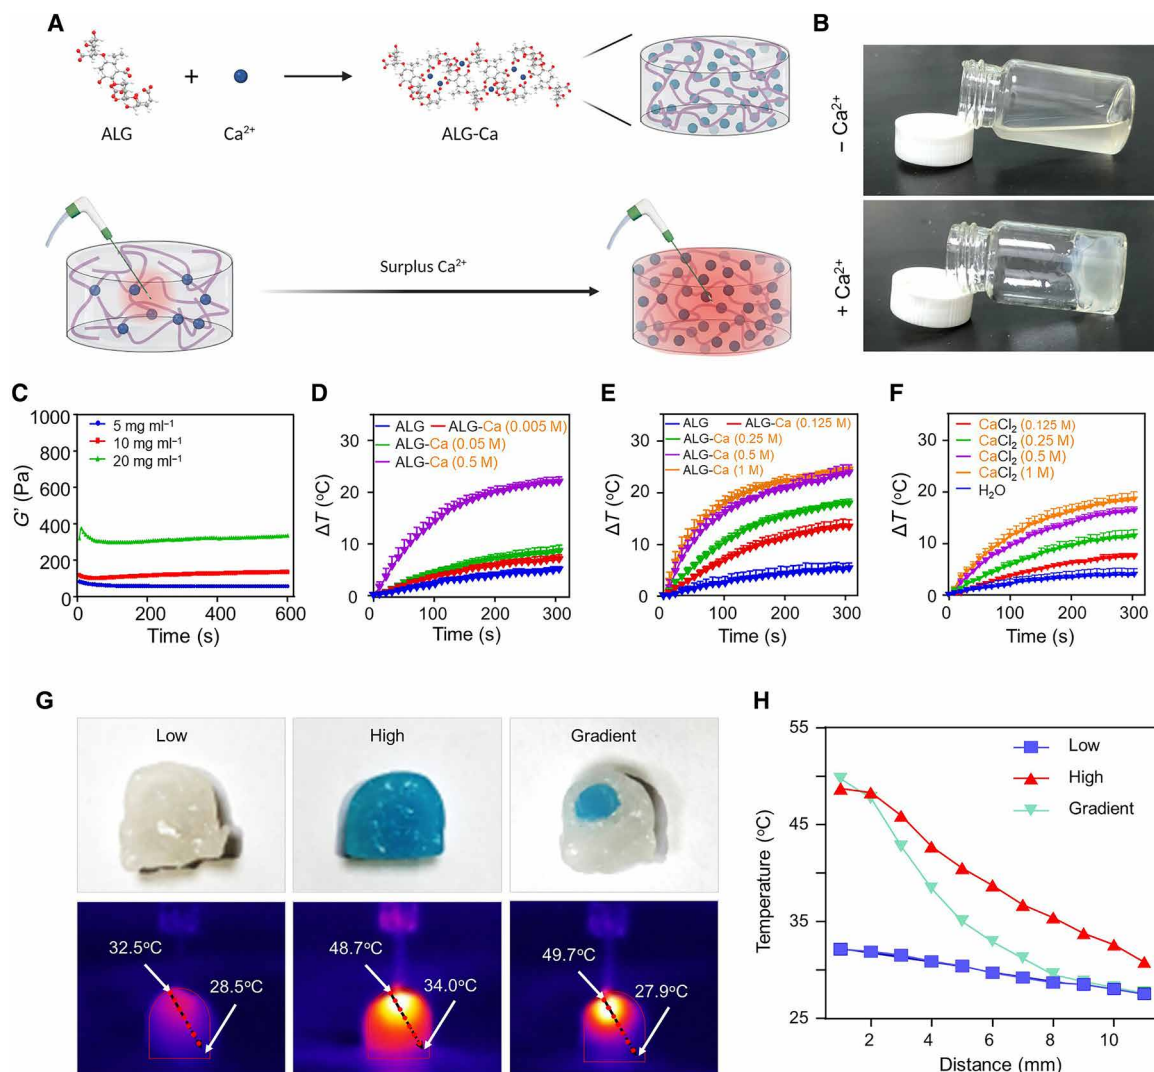 A
ALG
+
Ca²⁺
ALG-Ca
Surplus Ca²⁺
B
− Ca²⁺
+ Ca²⁺
C
G' (Pa)
1000
800
600
400
200
0
5 mg ml⁻¹
10 mg ml⁻¹
20 mg ml⁻¹
0 200 400 600
Time (s)
D
ΔT (°C)
30
20
10
0
ALG ALG-Ca (0.005 M)
ALG-Ca (0.05 M)
ALG-Ca (0.5 M)
0 100 200 300
Time (s)
E
ΔT (°C)
30
20
10
0
ALG ALG-Ca (0.125 M)
ALG-Ca (0.25 M)
ALG-Ca (0.5 M)
ALG-Ca (1 M)
0 100 200 300
Time (s)
F
ΔT (°C)
30
20
10
0
CaCl₂ (0.125 M)
CaCl₂ (0.25 M)
CaCl₂ (0.5 M)
CaCl₂ (1 M)
H₂O
0 100 200 300
Time (s)
G
Low
High
Gradient
32.5°C
28.5°C
48.7°C
34.0°C
49.7°C
27.9°C
H
Temperature (°C)
55
45
35
25
Low
High
Gradient
2 4 6 8 10
Distance (mm)